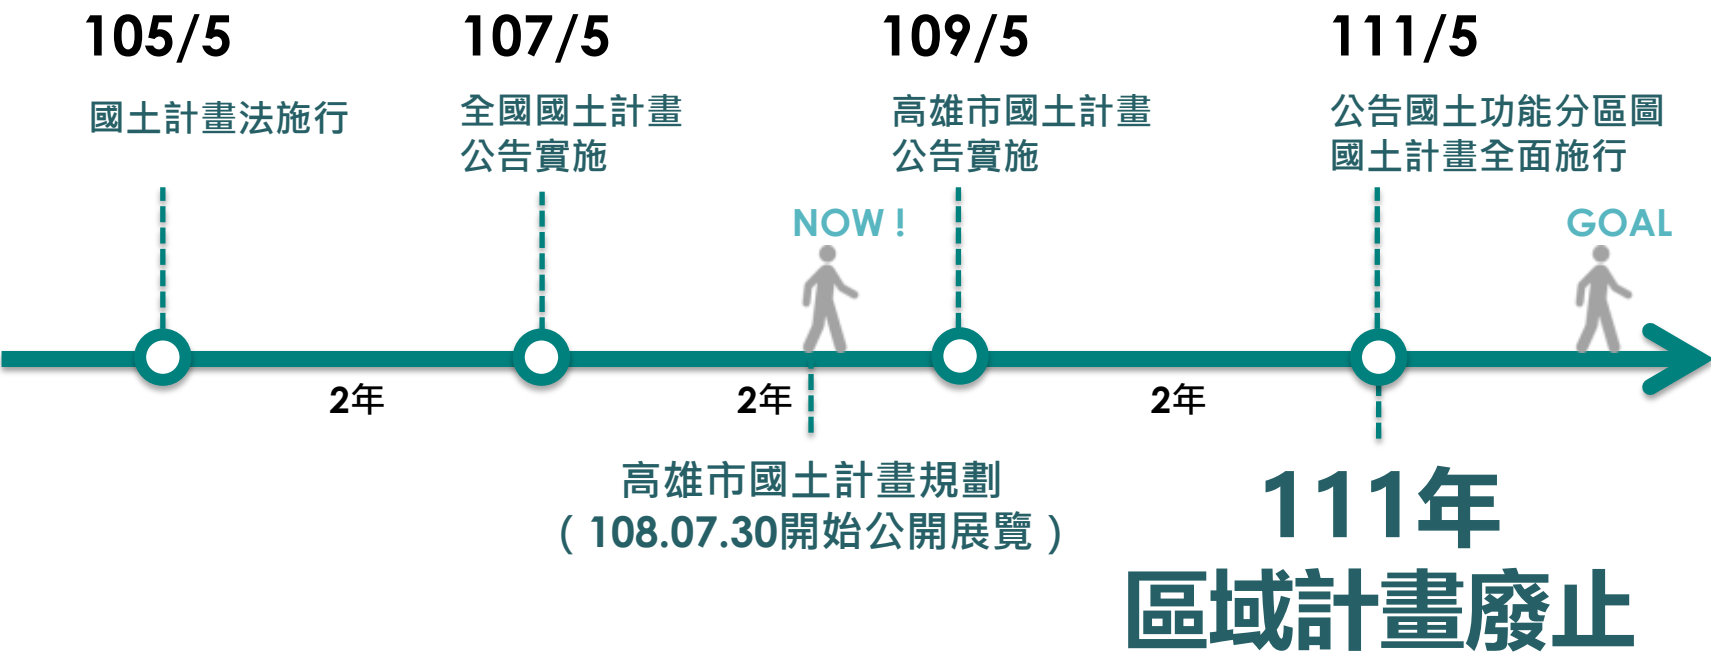 105/5
國土計畫法施行
107/5
全國國土計畫
公告實施
109/5
高雄市國土計畫
公告實施
111/5
公告國土功能分區圖
國土計畫全面施行
NOW !
GOAL
2年
2年
2年
高雄市國土計畫規劃
（108.07.30開始公開展覽）
111年
區域計畫廢止